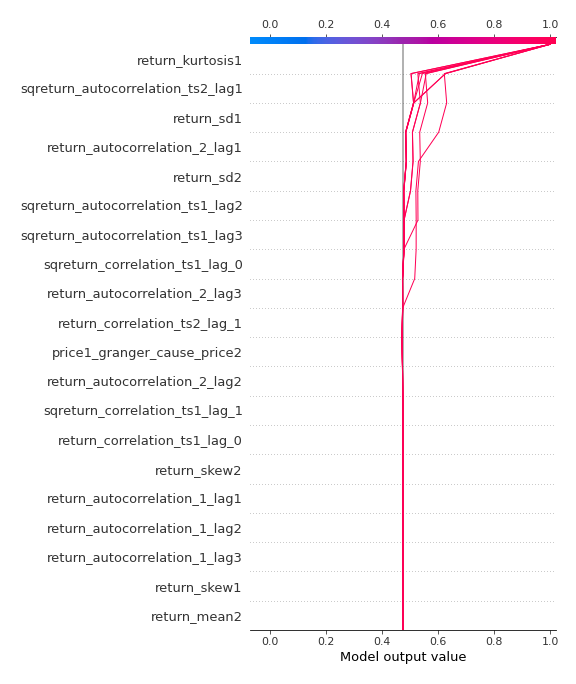 0.0 0.2 0.4 0.6 0.8 1.0
return_kurtosis1
sqreturn_autocorrelation_ts2_lag1
return_sd1
return_autocorrelation_2_lag1
return_sd2
sqreturn_autocorrelation_ts1_lag2
sqreturn_autocorrelation_ts1_lag3
sqreturn_correlation_ts1_lag_0
return_autocorrelation_2_lag3
return_correlation_ts2_lag_1
price1_granger_cause_price2
return_autocorrelation_2_lag2
sqreturn_correlation_ts1_lag_1
return_correlation_ts1_lag_0
return_skew2
return_autocorrelation_1_lag1
return_autocorrelation_1_lag2
return_autocorrelation_1_lag3
return_skew1
return_mean2
0.0 0.2 0.4 0.6 0.8 1.0
Model output value